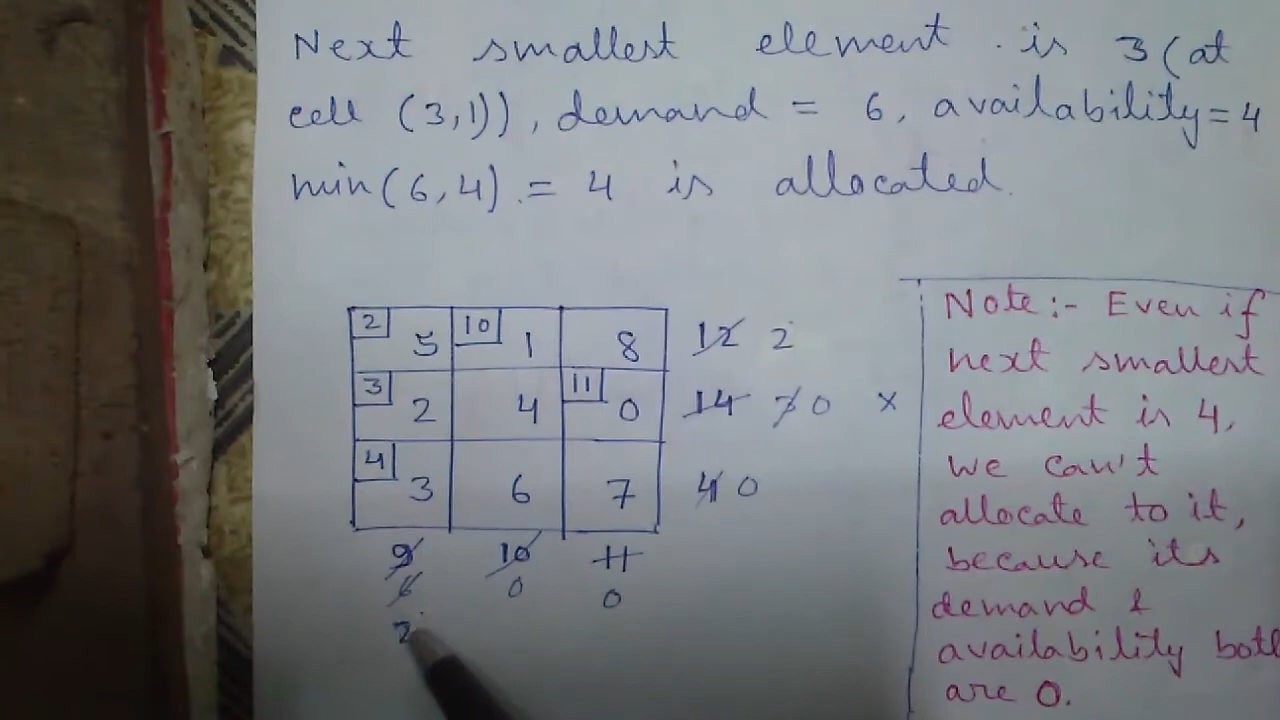 Next smallest element is 3 (at
cell (3,1)), demand = 6, availability = 4
min(6,4) = 4 is allocated.
2 5 10 1 8 12 2
3 2 4 11 0 14 7 0 ×
4 3 6 7 4 0
9 10 11
6 0 0
2
Note:- Even if
next smallest
element is 4,
we can't
allocate to it,
because its
demand &
availability both
are 0.